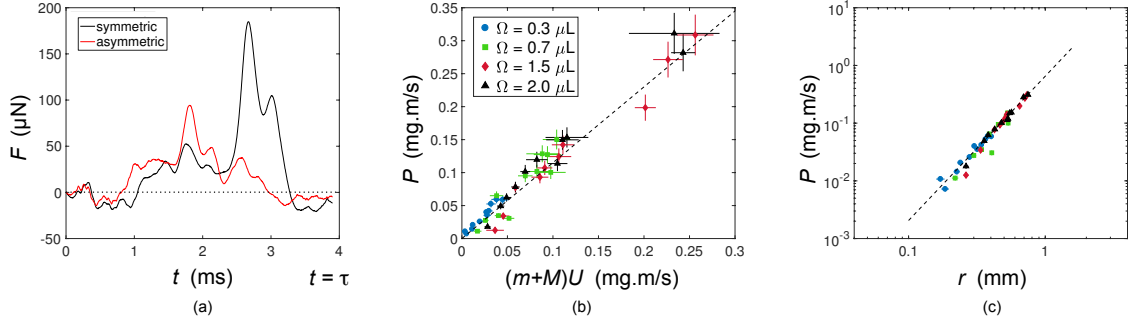 200
150
100
50
0
-50
F (µN)
symmetric
asymmetric
0 1 2 3 4
t (ms)
t = τ
(a)
0.35
0.3
0.25
0.2
0.15
0.1
0.05
0
P (mg.m/s)
Ω = 0.3 μL
Ω = 0.7 μL
Ω = 1.5 μL
Ω = 2.0 μL
0 0.05 0.1 0.15 0.2 0.25 0.3
(m+M)U (mg.m/s)
(b)
10^1
10^0
10^-1
10^-2
10^-3
P (mg.m/s)
0.1 1
r (mm)
(c)